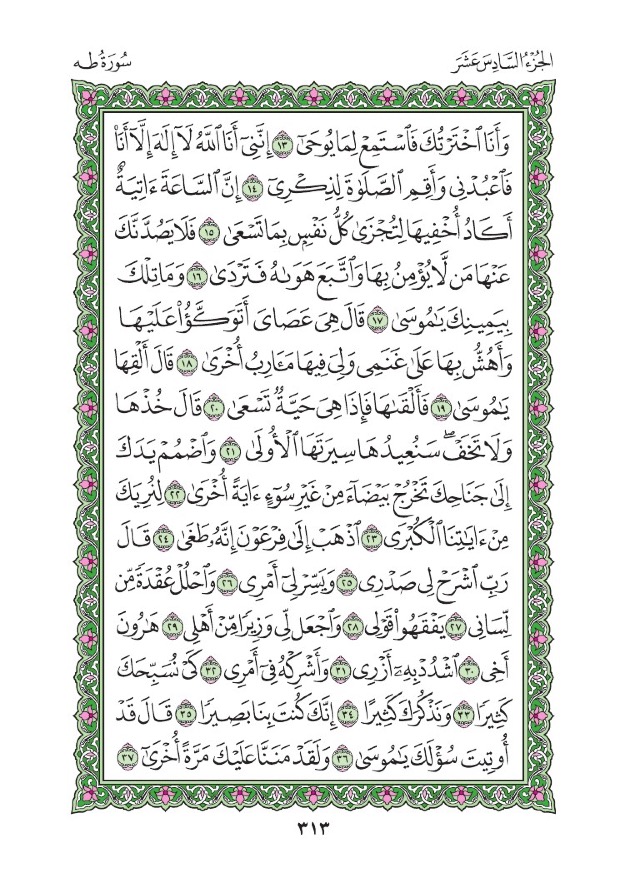 الجُزْءُ السَّادِسَ عَشَرَ
سُورَةُ طه
وَأَنَا ٱخْتَرْتُكَ فَٱسْتَمِعْ لِمَا يُوحَىٰٓ ١٣ إِنَّنِىٓ أَنَا ٱللَّهُ لَآ إِلَٰهَ إِلَّآ أَنَا۠
فَٱعْبُدْنِى وَأَقِمِ ٱلصَّلَوٰةَ لِذِكْرِىٓ ١٤ إِنَّ ٱلسَّاعَةَ ءَاتِيَةٌ
أَكَادُ أُخْفِيهَا لِتُجْزَىٰ كُلُّ نَفْسٍۭ بِمَا تَسْعَىٰ ١٥ فَلَا يَصُدَّنَّكَ
عَنْهَا مَن لَّا يُؤْمِنُ بِهَا وَٱتَّبَعَ هَوَىٰهُ فَتَرْدَىٰ ١٦ وَمَا تِلْكَ
بِيَمِينِكَ يَٰمُوسَىٰ ١٧ قَالَ هِىَ عَصَاىَ أَتَوَكَّؤُا۟ عَلَيْهَا
وَأَهُشُّ بِهَا عَلَىٰ غَنَمِى وَلِىَ فِيهَا مَـَٔارِبُ أُخْرَىٰ ١٨ قَالَ أَلْقِهَا
يَٰمُوسَىٰ ١٩ فَأَلْقَىٰهَا فَإِذَا هِىَ حَيَّةٌ تَسْعَىٰ ٢٠ قَالَ خُذْهَا
وَلَا تَخَفْ ۖ سَنُعِيدُهَا سِيرَتَهَا ٱلْأُولَىٰ ٢١ وَٱضْمُمْ يَدَكَ
إِلَىٰ جَنَاحِكَ تَخْرُجْ بَيْضَآءَ مِنْ غَيْرِ سُوٓءٍ ءَايَةً أُخْرَىٰ ٢٢ لِنُرِيَكَ
مِنْ ءَايَٰتِنَا ٱلْكُبْرَى ٢٣ ٱذْهَبْ إِلَىٰ فِرْعَوْنَ إِنَّهُۥ طَغَىٰ ٢٤ قَالَ
رَبِّ ٱشْرَحْ لِى صَدْرِى ٢٥ وَيَسِّرْ لِىٓ أَمْرِى ٢٦ وَٱحْلُلْ عُقْدَةً مِّن
لِّسَانِى ٢٧ يَفْقَهُوا۟ قَوْلِى ٢٨ وَٱجْعَل لِّى وَزِيرًا مِّنْ أَهْلِى ٢٩ هَٰرُونَ
أَخِى ٣٠ ٱشْدُدْ بِهِۦٓ أَزْرِى ٣١ وَأَشْرِكْهُ فِىٓ أَمْرِى ٣٢ كَىْ نُسَبِّحَكَ
كَثِيرًا ٣٣ وَنَذْكُرَكَ كَثِيرًا ٣٤ إِنَّكَ كُنتَ بِنَا بَصِيرًا ٣٥ قَالَ قَدْ
أُوتِيتَ سُؤْلَكَ يَٰمُوسَىٰ ٣٦ وَلَقَدْ مَنَنَّا عَلَيْكَ مَرَّةً أُخْرَىٰٓ ٣٧
٣١٣